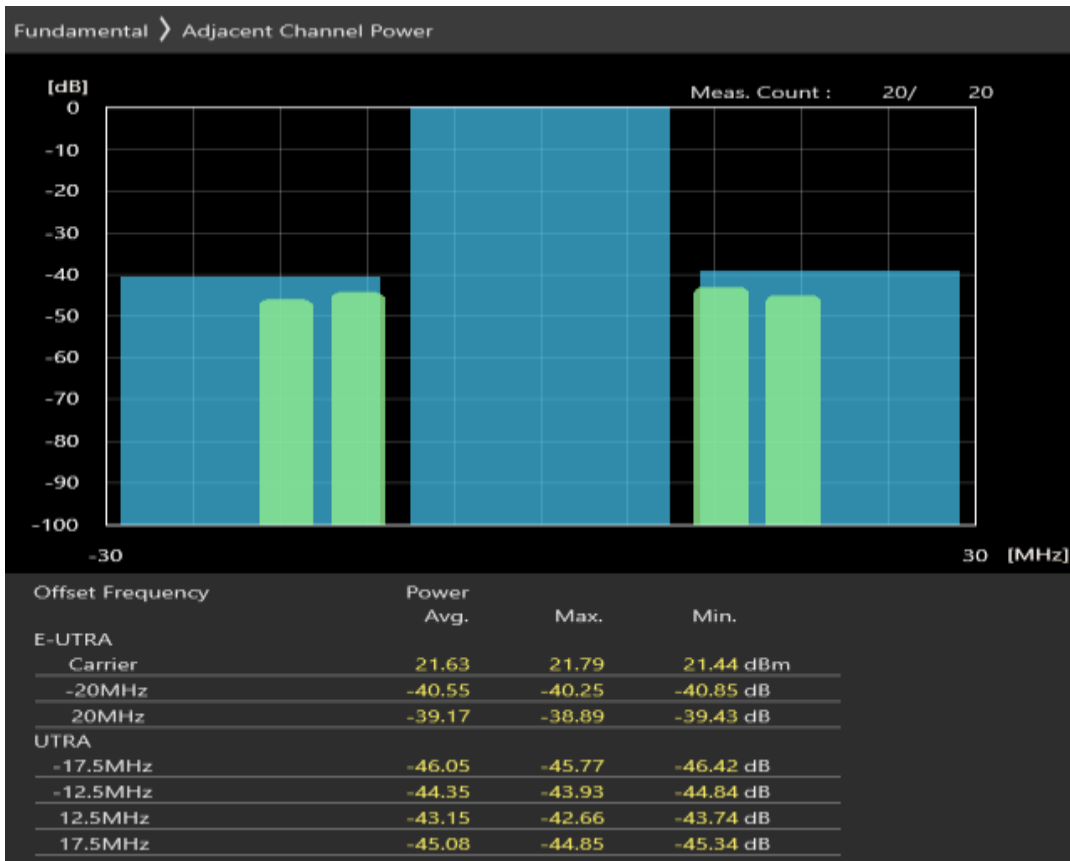 Fundamental 》 Adjacent Channel Power
[dB]
Meas. Count : 20/ 20
0
-10
-20
-30
-40
-50
-60
-70
-80
-90
-100
-30 30 [MHz]
Offset Frequency Power
Avg. Max. Min.
E-UTRA
Carrier 21.63 21.79 21.44 dBm
-20MHz -40.55 -40.25 -40.85 dB
20MHz -39.17 -38.89 -39.43 dB
UTRA
-17.5MHz -46.05 -45.77 -46.42 dB
-12.5MHz -44.35 -43.93 -44.84 dB
12.5MHz -43.15 -42.66 -43.74 dB
17.5MHz -45.08 -44.85 -45.34 dB